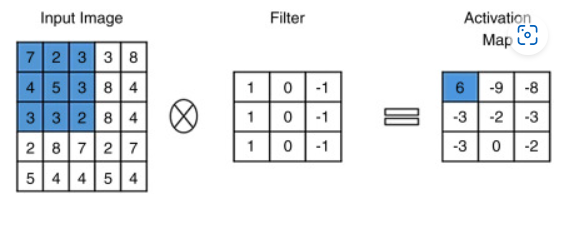 Input Image
Filter
Activation
Map
7 2 3 3 8
4 5 3 8 4
3 3 2 8 4
2 8 7 2 7
5 4 4 5 4
1 0 -1
1 0 -1
1 0 -1
6 -9 -8
-3 -2 -3
-3 0 -2